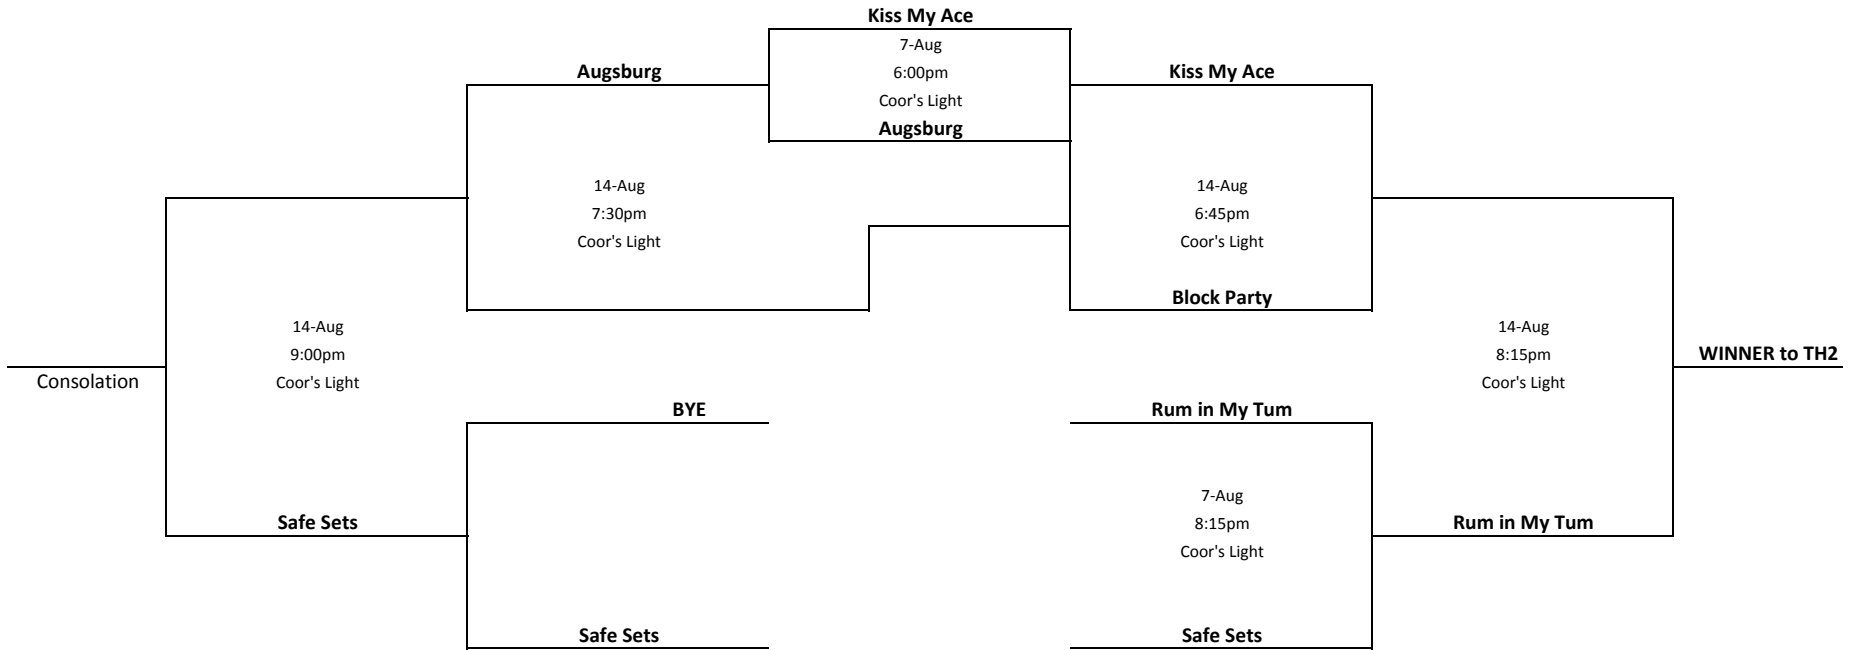 Kiss My Ace
7-Aug
6:00pm
Coor's Light
Augsburg
Augsburg
Kiss My Ace
14-Aug
7:30pm
Coor's Light
14-Aug
6:45pm
Coor's Light
Block Party
14-Aug
9:00pm
Coor's Light
Consolation
14-Aug
8:15pm
Coor's Light
WINNER to TH2
BYE
Rum in My Tum
Safe Sets
7-Aug
8:15pm
Coor's Light
Rum in My Tum
Safe Sets
Safe Sets